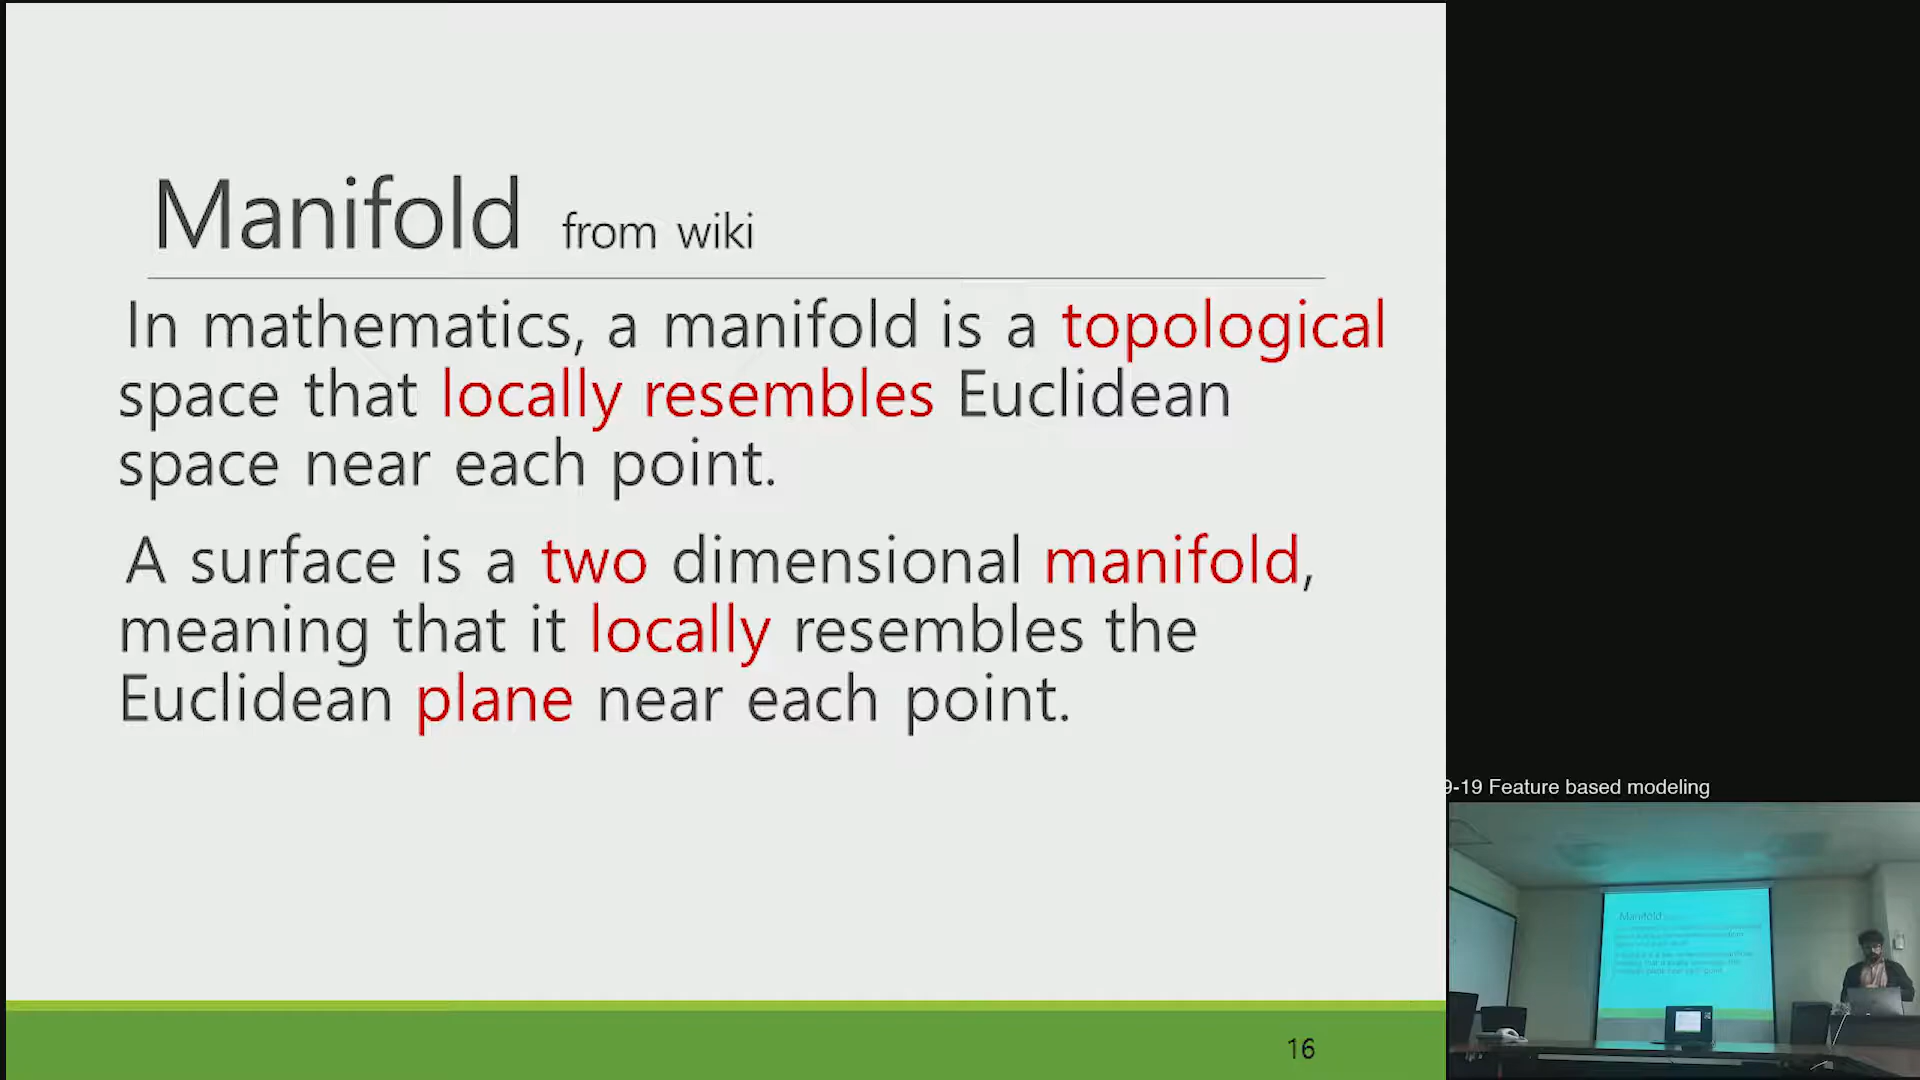 Manifold from wiki
In mathematics, a manifold is a topological
space that locally resembles Euclidean
space near each point.
A surface is a two dimensional manifold,
meaning that it locally resembles the
Euclidean plane near each point.
16
9-19 Feature based modeling
Manifold